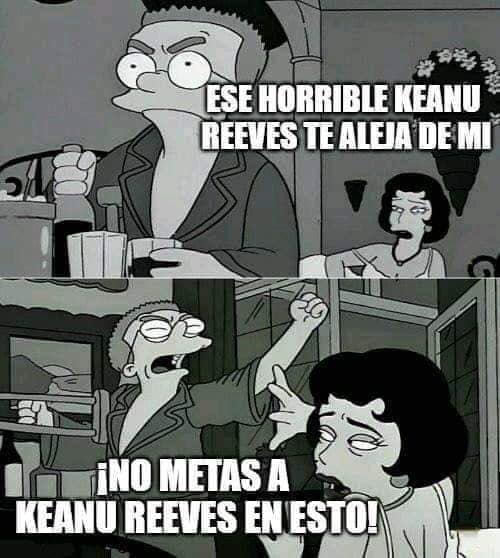 ESE HORRIBLE KEANU
REEVES TE ALEJA DE MI
¡NO METAS A
KEANU REEVES EN ESTO!